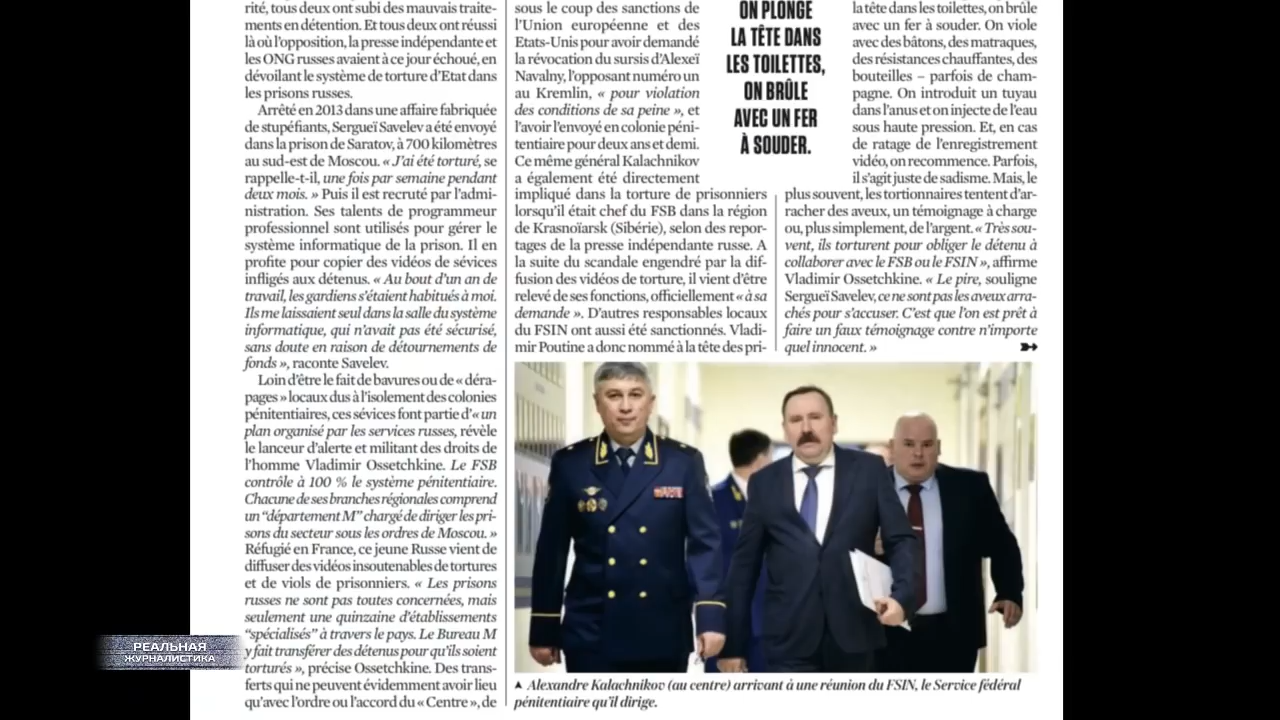 rité, tous deux ont subi des mauvais traite-
ments en détention. Et tous deux ont réussi
là où l'opposition, la presse indépendante et
les ONG russes avaient à ce jour échoué, en
dévoilant le système de torture d'Etat dans
les prisons russes.
Arrêté en 2013 dans une affaire fabriquée
de stupéfiants, Sergueï Savelev a été envoyé
dans la prison de Saratov, à 700 kilomètres
au sud-est de Moscou. « J'ai été torturé, se
rappelle-t-il, une fois par semaine pendant
deux mois. » Puis il est recruté par l'admi-
nistration. Ses talents de programmeur
professionnel sont utilisés pour gérer le
système informatique de la prison. Il en
profite pour copier des vidéos de sévices
infligés aux détenus. « Au bout d'un an de
travail, les gardiens s'étaient habitués à moi.
Ils me laissaient seul dans la salle du système
informatique, qui n'avait pas été sécurisé,
sans doute en raison de détournements de
fonds », raconte Savelev.
Loin d'être le fait de bavures ou de « déra-
pages » locaux dus à l'isolement des colonies
pénitentiaires, ces sévices font partie d'« un
plan organisé par les services russes, révèle
le lanceur d'alerte et militant des droits de
l'homme Vladimir Ossetchkine. Le FSB
contrôle à 100 % le système pénitentiaire.
Chacune de ses branches régionales comprend
un “département M” chargé de diriger les pri-
sons du secteur sous les ordres de Moscou. »
Réfugié en France, ce jeune Russe vient de
diffuser des vidéos insoutenables de tortures
et de viols de prisonniers. « Les prisons
russes ne sont pas toutes concernées, mais
seulement une quinzaine d'établissements
“spécialisés” à travers le pays. Le Bureau M
y fait transférer des détenus pour qu'ils soient
torturés », précise Ossetchkine. Des trans-
ferts qui ne peuvent évidemment avoir lieu
qu'avec l'ordre ou l'accord du « Centre », de
sous le coup des sanctions de
l'Union européenne et des
Etats-Unis pour avoir demandé
la révocation du sursis d'Alexeï
Navalny, l'opposant numéro un
au Kremlin, « pour violation
des conditions de sa peine », et
l'avoir l'envoyé en colonie péni-
tentiaire pour deux ans et demi.
Ce même général Kalachnikov
a également été directement
impliqué dans la torture de prisonniers
lorsqu'il était chef du FSB dans la région
de Krasnoïarsk (Sibérie), selon des repor-
tages de la presse indépendante russe. A
la suite du scandale engendré par la dif-
fusion des vidéos de torture, il vient d'être
relevé de ses fonctions, officiellement « à sa
demande ». D'autres responsables locaux
du FSIN ont aussi été sanctionnés. Vladi-
mir Poutine a donc nommé à la tête des pri-
ON PLONGE
LA TÊTE DANS
LES TOILETTES,
ON BRÛLE
AVEC UN FER
À SOUDER.
la tête dans les toilettes, on brûle
avec un fer à souder. On viole
avec des bâtons, des matraques,
des résistances chauffantes, des
bouteilles – parfois de cham-
pagne. On introduit un tuyau
dans l'anus et on injecte de l'eau
sous haute pression. Et, en cas
de ratage de l'enregistrement
vidéo, on recommence. Parfois,
il s'agit juste de sadisme. Mais, le
plus souvent, les tortionnaires tentent d'ar-
racher des aveux, un témoignage à charge
ou, plus simplement, de l'argent. « Très sou-
vent, ils torturent pour obliger le détenu à
collaborer avec le FSB ou le FSIN », affirme
Vladimir Ossetchkine. « Le pire, souligne
Sergueï Savelev, ce ne sont pas les aveux arra-
chés pour s'accuser. C'est que l'on est prêt à
faire un faux témoignage contre n'importe
quel innocent. »
Alexandre Kalachnikov (au centre) arrivant à une réunion du FSIN, le Service fédéral
pénitentiaire qu'il dirige.
РЕАЛЬНАЯ
ЖУРНАЛИСТИКА